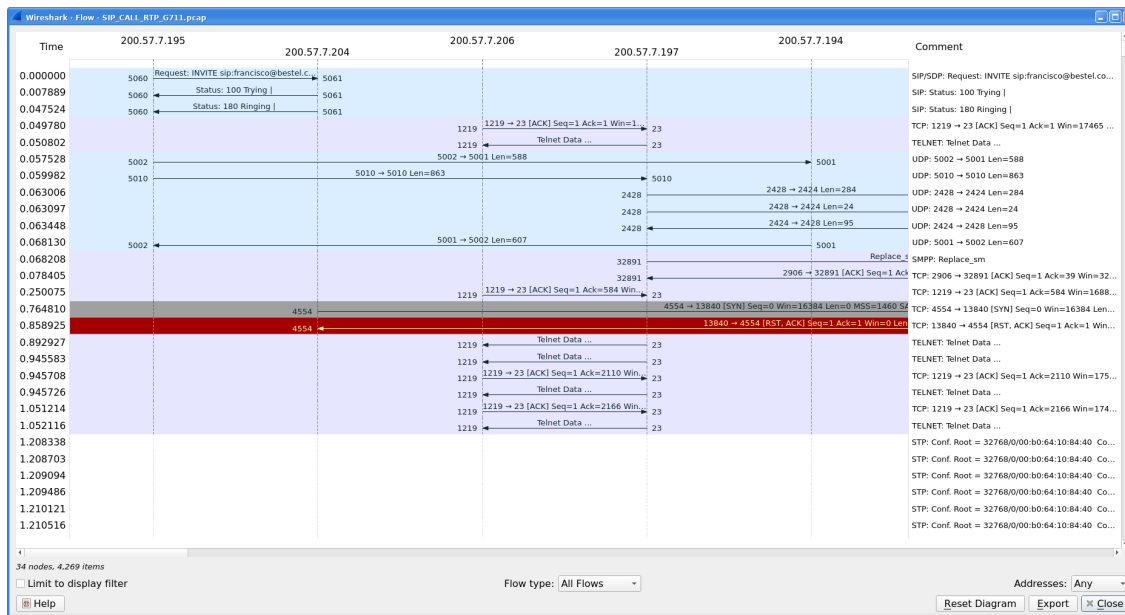 Wireshark · Flow · SIP_CALL_RTP_G711.pcap
Time 200.57.7.195 200.57.7.204 200.57.7.206 200.57.7.197 200.57.7.194 Comment
0.000000 5060 Request: INVITE sip:francisco@bestel.c... 5061 SIP/SDP: Request: INVITE sip:francisco@bestel.co...
0.007889 5060 Status: 100 Trying | 5061 SIP: Status: 100 Trying |
0.047524 5060 Status: 180 Ringing | 5061 SIP: Status: 180 Ringing |
0.049780 1219 1219 → 23 [ACK] Seq=1 Ack=1 Win=1... 23 TCP: 1219 → 23 [ACK] Seq=1 Ack=1 Win=17465 ...
0.050802 1219 Telnet Data ... 23 TELNET: Telnet Data ...
0.057528 5002 5002 → 5001 Len=588 5001 UDP: 5002 → 5001 Len=588
0.059982 5010 5010 → 5010 Len=863 5010 UDP: 5010 → 5010 Len=863
0.063006 2428 2428 → 2424 Len=284 UDP: 2428 → 2424 Len=284
0.063097 2428 2428 → 2424 Len=24 UDP: 2428 → 2424 Len=24
0.063448 2428 2424 → 2428 Len=95 UDP: 2424 → 2428 Len=95
0.068130 5002 5001 → 5002 Len=607 5001 UDP: 5001 → 5002 Len=607
0.068208 32891 Replace_s SMPP: Replace_sm
0.078405 32891 2906 → 32891 [ACK] Seq=1 Ack TCP: 2906 → 32891 [ACK] Seq=1 Ack=39 Win=32...
0.250075 1219 1219 → 23 [ACK] Seq=1 Ack=584 Win... 23 TCP: 1219 → 23 [ACK] Seq=1 Ack=584 Win=1688...
0.764810 4554 4554 → 13840 [SYN] Seq=0 Win=16384 Len=0 MSS=1460 SA TCP: 4554 → 13840 [SYN] Seq=0 Win=16384 Len...
0.858925 4554 13840 → 4554 [RST, ACK] Seq=1 Ack=1 Win=0 Len TCP: 13840 → 4554 [RST, ACK] Seq=1 Ack=1 Win...
0.892927 1219 Telnet Data ... 23 TELNET: Telnet Data ...
0.945583 1219 Telnet Data ... 23 TELNET: Telnet Data ...
0.945708 1219 1219 → 23 [ACK] Seq=1 Ack=2110 Win... 23 TCP: 1219 → 23 [ACK] Seq=1 Ack=2110 Win=175...
0.945726 1219 Telnet Data ... 23 TELNET: Telnet Data ...
1.051214 1219 1219 → 23 [ACK] Seq=1 Ack=2166 Win... 23 TCP: 1219 → 23 [ACK] Seq=1 Ack=2166 Win=174...
1.052116 1219 Telnet Data ... 23 TELNET: Telnet Data ...
1.208338 STP: Conf. Root = 32768/0/00:b0:64:10:84:40 Co...
1.208703 STP: Conf. Root = 32768/0/00:b0:64:10:84:40 Co...
1.209094 STP: Conf. Root = 32768/0/00:b0:64:10:84:40 Co...
1.209486 STP: Conf. Root = 32768/0/00:b0:64:10:84:40 Co...
1.210121 STP: Conf. Root = 32768/0/00:b0:64:10:84:40 Co...
1.210516 STP: Conf. Root = 32768/0/00:b0:64:10:84:40 Co...
34 nodes, 4,269 items
Limit to display filter Flow type: All Flows Addresses: Any
Help Reset Diagram Export Close